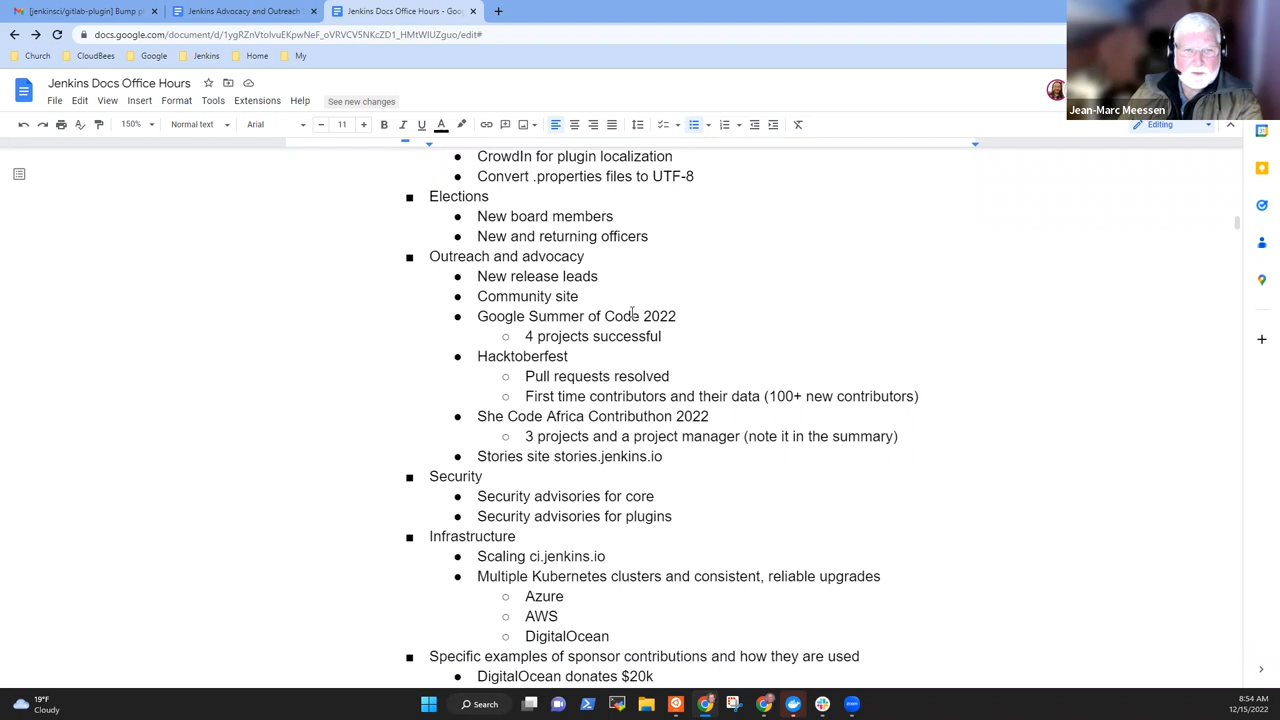 [jenkinsci/gitlab-plugin] Bump pl
Jenkins Advocacy and Outreach S
Jenkins Docs Office Hours - Goog
docs.google.com/document/d/1ygRZnVtoIvuEKpwNeF_oVRVCV5NKcZD1_HMtWIUZguo/edit#
Church
CloudBees
Google
Jenkins
Home
My
Jean-Marc Meessen
Jenkins Docs Office Hours
File Edit View Insert Format Tools Extensions Help See new changes
150% Normal text Arial 11 Editing
CrowdIn for plugin localization
Convert .properties files to UTF-8
Elections
New board members
New and returning officers
Outreach and advocacy
New release leads
Community site
Google Summer of Code 2022
4 projects successful
Hacktoberfest
Pull requests resolved
First time contributors and their data (100+ new contributors)
She Code Africa Contributhon 2022
3 projects and a project manager (note it in the summary)
Stories site stories.jenkins.io
Security
Security advisories for core
Security advisories for plugins
Infrastructure
Scaling ci.jenkins.io
Multiple Kubernetes clusters and consistent, reliable upgrades
Azure
AWS
DigitalOcean
Specific examples of sponsor contributions and how they are used
DigitalOcean donates $20k
19°F
Cloudy
Search
8:54 AM
12/15/2022